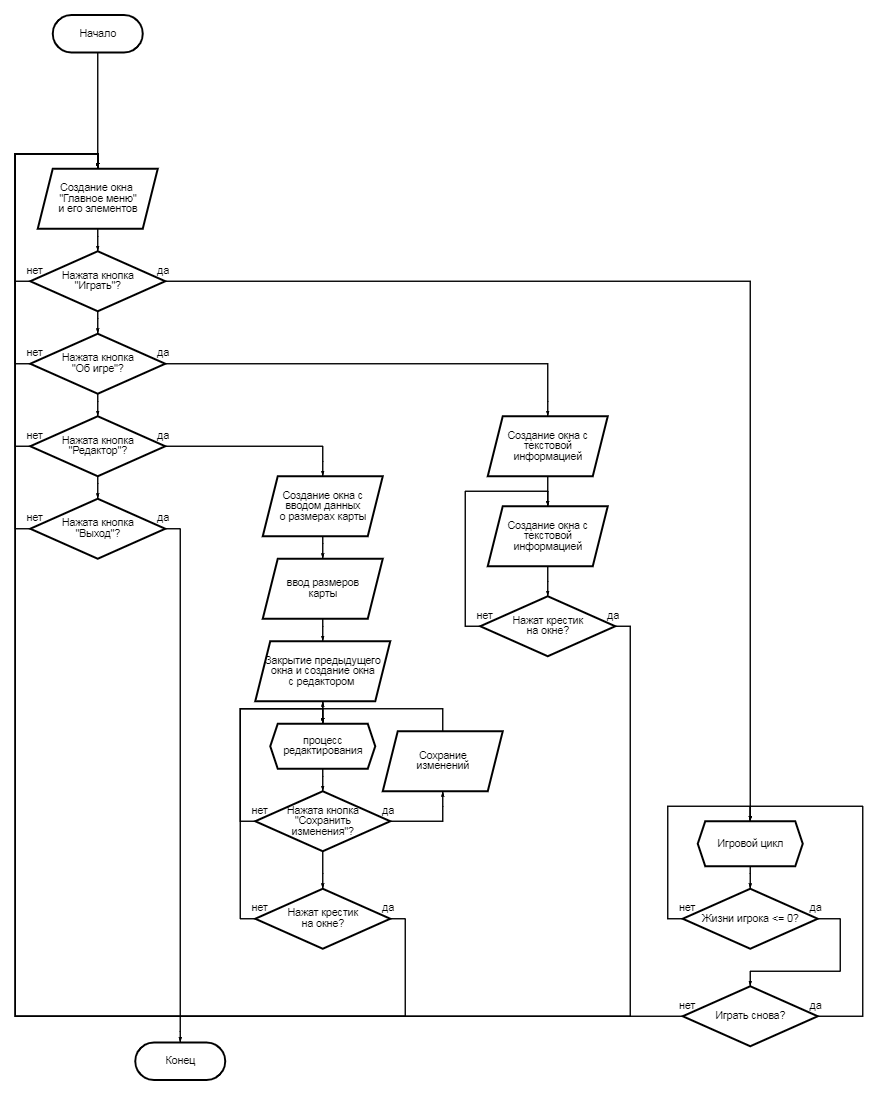 Начало
Создание окна
"Главное меню"
и его элементов
нет
да
Нажата кнопка
"Играть"?
нет
да
Нажата кнопка
"Об игре"?
нет
да
Нажата кнопка
"Редактор"?
нет
да
Нажата кнопка
"Выход"?
Создание окна с
текстовой
информацией
Создание окна с
вводом данных
о размерах карты
Создание окна с
текстовой
информацией
ввод размеров
карты
нет
да
Нажат крестик
на окне?
Закрытие предыдущего
окна и создание окна
с редактором
процесс
редактирования
Сохрание
изменений
нет
да
Нажата кнопка
"Сохранить
изменения"?
Игровой цикл
нет
да
Нажат крестик
на окне?
нет
да
Жизни игрока <= 0?
нет
да
Играть снова?
Конец